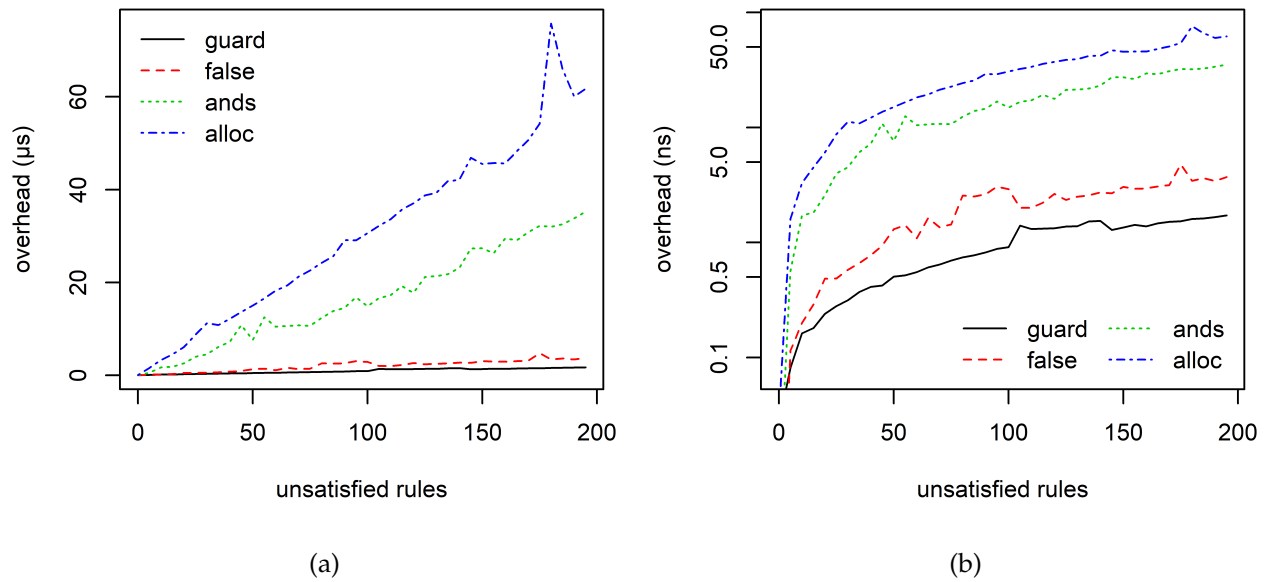 guard
false
ands
alloc
0
20
40
60
overhead (µs)
0
50
100
150
200
unsatisfied rules
(a)
50.0
5.0
0.5
0.1
overhead (ns)
guard
ands
false
alloc
0
50
100
150
200
unsatisfied rules
(b)